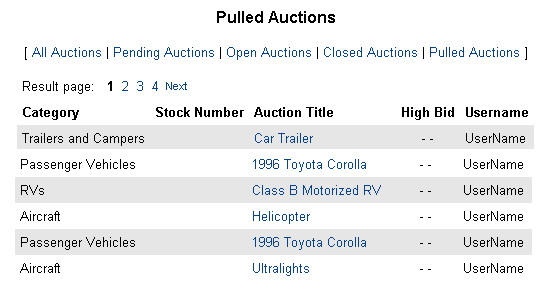 Pulled Auctions
[ All Auctions | Pending Auctions | Open Auctions | Closed Auctions | Pulled Auctions ]
Result page: 1 2 3 4 Next
Category Stock Number Auction Title High Bid Username
Trailers and Campers Car Trailer - - UserName
Passenger Vehicles 1996 Toyota Corolla - - UserName
RVs Class B Motorized RV - - UserName
Aircraft Helicopter - - UserName
Passenger Vehicles 1996 Toyota Corolla - - UserName
Aircraft Ultralights - - UserName